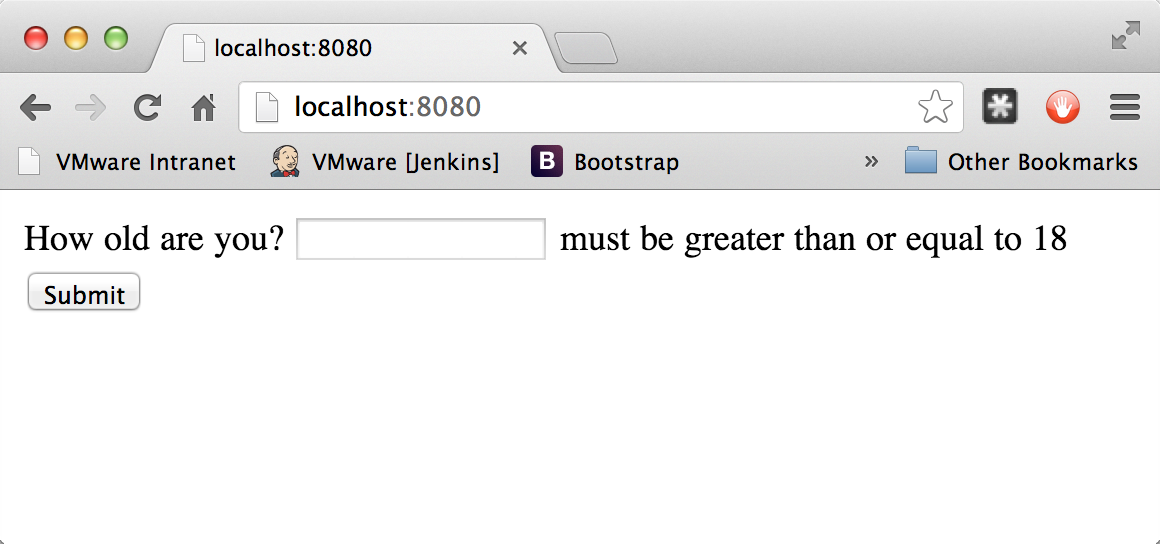 localhost:8080
localhost:8080
VMware Intranet VMware [Jenkins] B Bootstrap » Other Bookmarks
How old are you? must be greater than or equal to 18
Submit